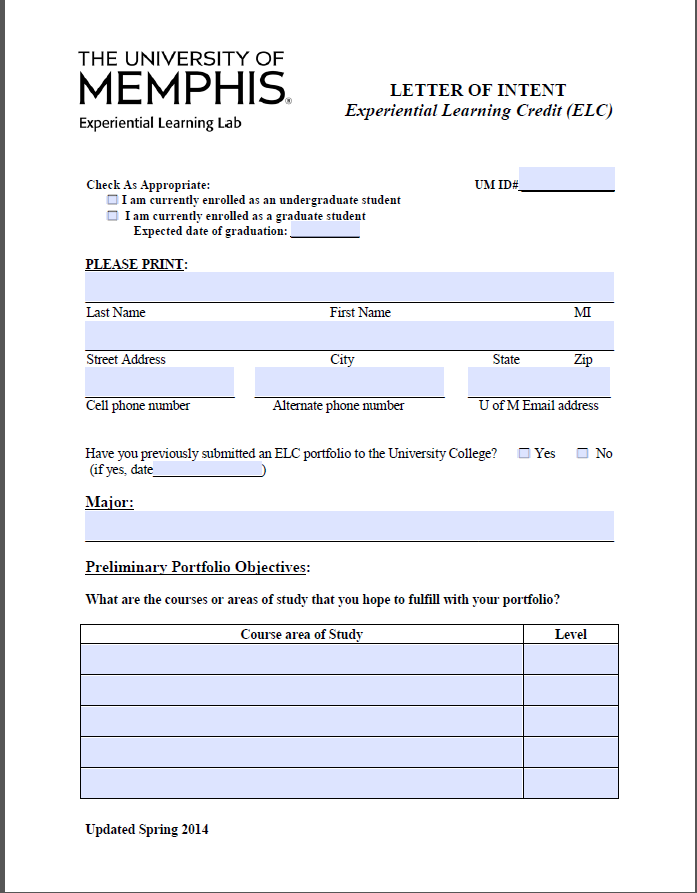 THE UNIVERSITY OF
MEMPHIS®
Experiential Learning Lab
LETTER OF INTENT
Experiential Learning Credit (ELC)
Check As Appropriate:
UM ID#
I am currently enrolled as an undergraduate student
I am currently enrolled as a graduate student
Expected date of graduation:
PLEASE PRINT:
Last Name First Name MI
Street Address City State Zip
Cell phone number Alternate phone number U of M Email address
Have you previously submitted an ELC portfolio to the University College? Yes No
(if yes, date )
Major:
Preliminary Portfolio Objectives:
What are the courses or areas of study that you hope to fulfill with your portfolio?
Course area of Study Level
Updated Spring 2014